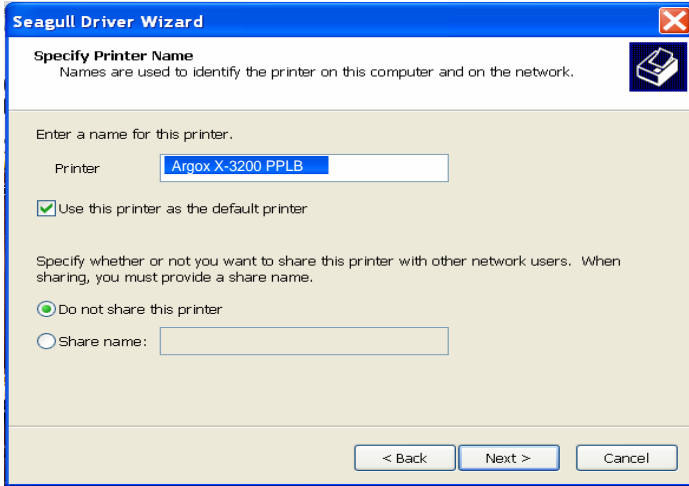 Seagull Driver Wizard
Specify Printer Name
Names are used to identify the printer on this computer and on the network.
Enter a name for this printer.
Printer Argox X-3200 PPLB
Use this printer as the default printer
Specify whether or not you want to share this printer with other network users. When
sharing, you must provide a share name.
Do not share this printer
Share name:
< Back Next > Cancel